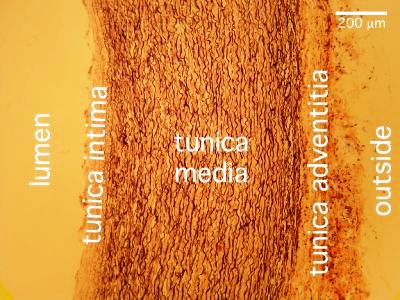 200 µm
lumen
tunica intima
tunica
media
tunica adventitia
outside